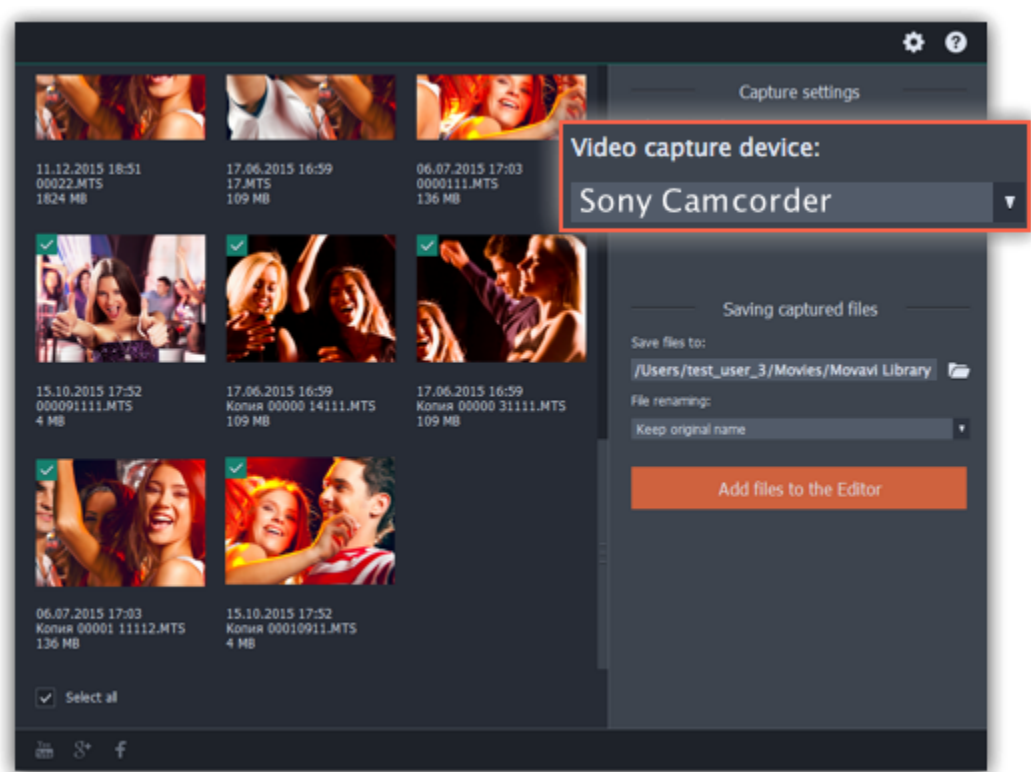 Capture settings
Video capture device:
Sony Camcorder
11.12.2015 18:51
00022.MTS
1824 MB
17.06.2015 16:59
17.MTS
109 MB
06.07.2015 17:03
0000111.MTS
136 MB
15.10.2015 17:52
000091111.MTS
4 MB
17.06.2015 16:59
Копия 00000 14111.MTS
109 MB
17.06.2015 16:59
Копия 00000 31111.MTS
109 MB
06.07.2015 17:03
Копия 00001 11112.MTS
136 MB
15.10.2015 17:52
Копия 00010911.MTS
4 MB
Select all
Saving captured files
Save files to:
/Users/test_user_3/Movies/Movavi Library
File renaming:
Keep original name
Add files to the Editor
You
Tube
g+
f